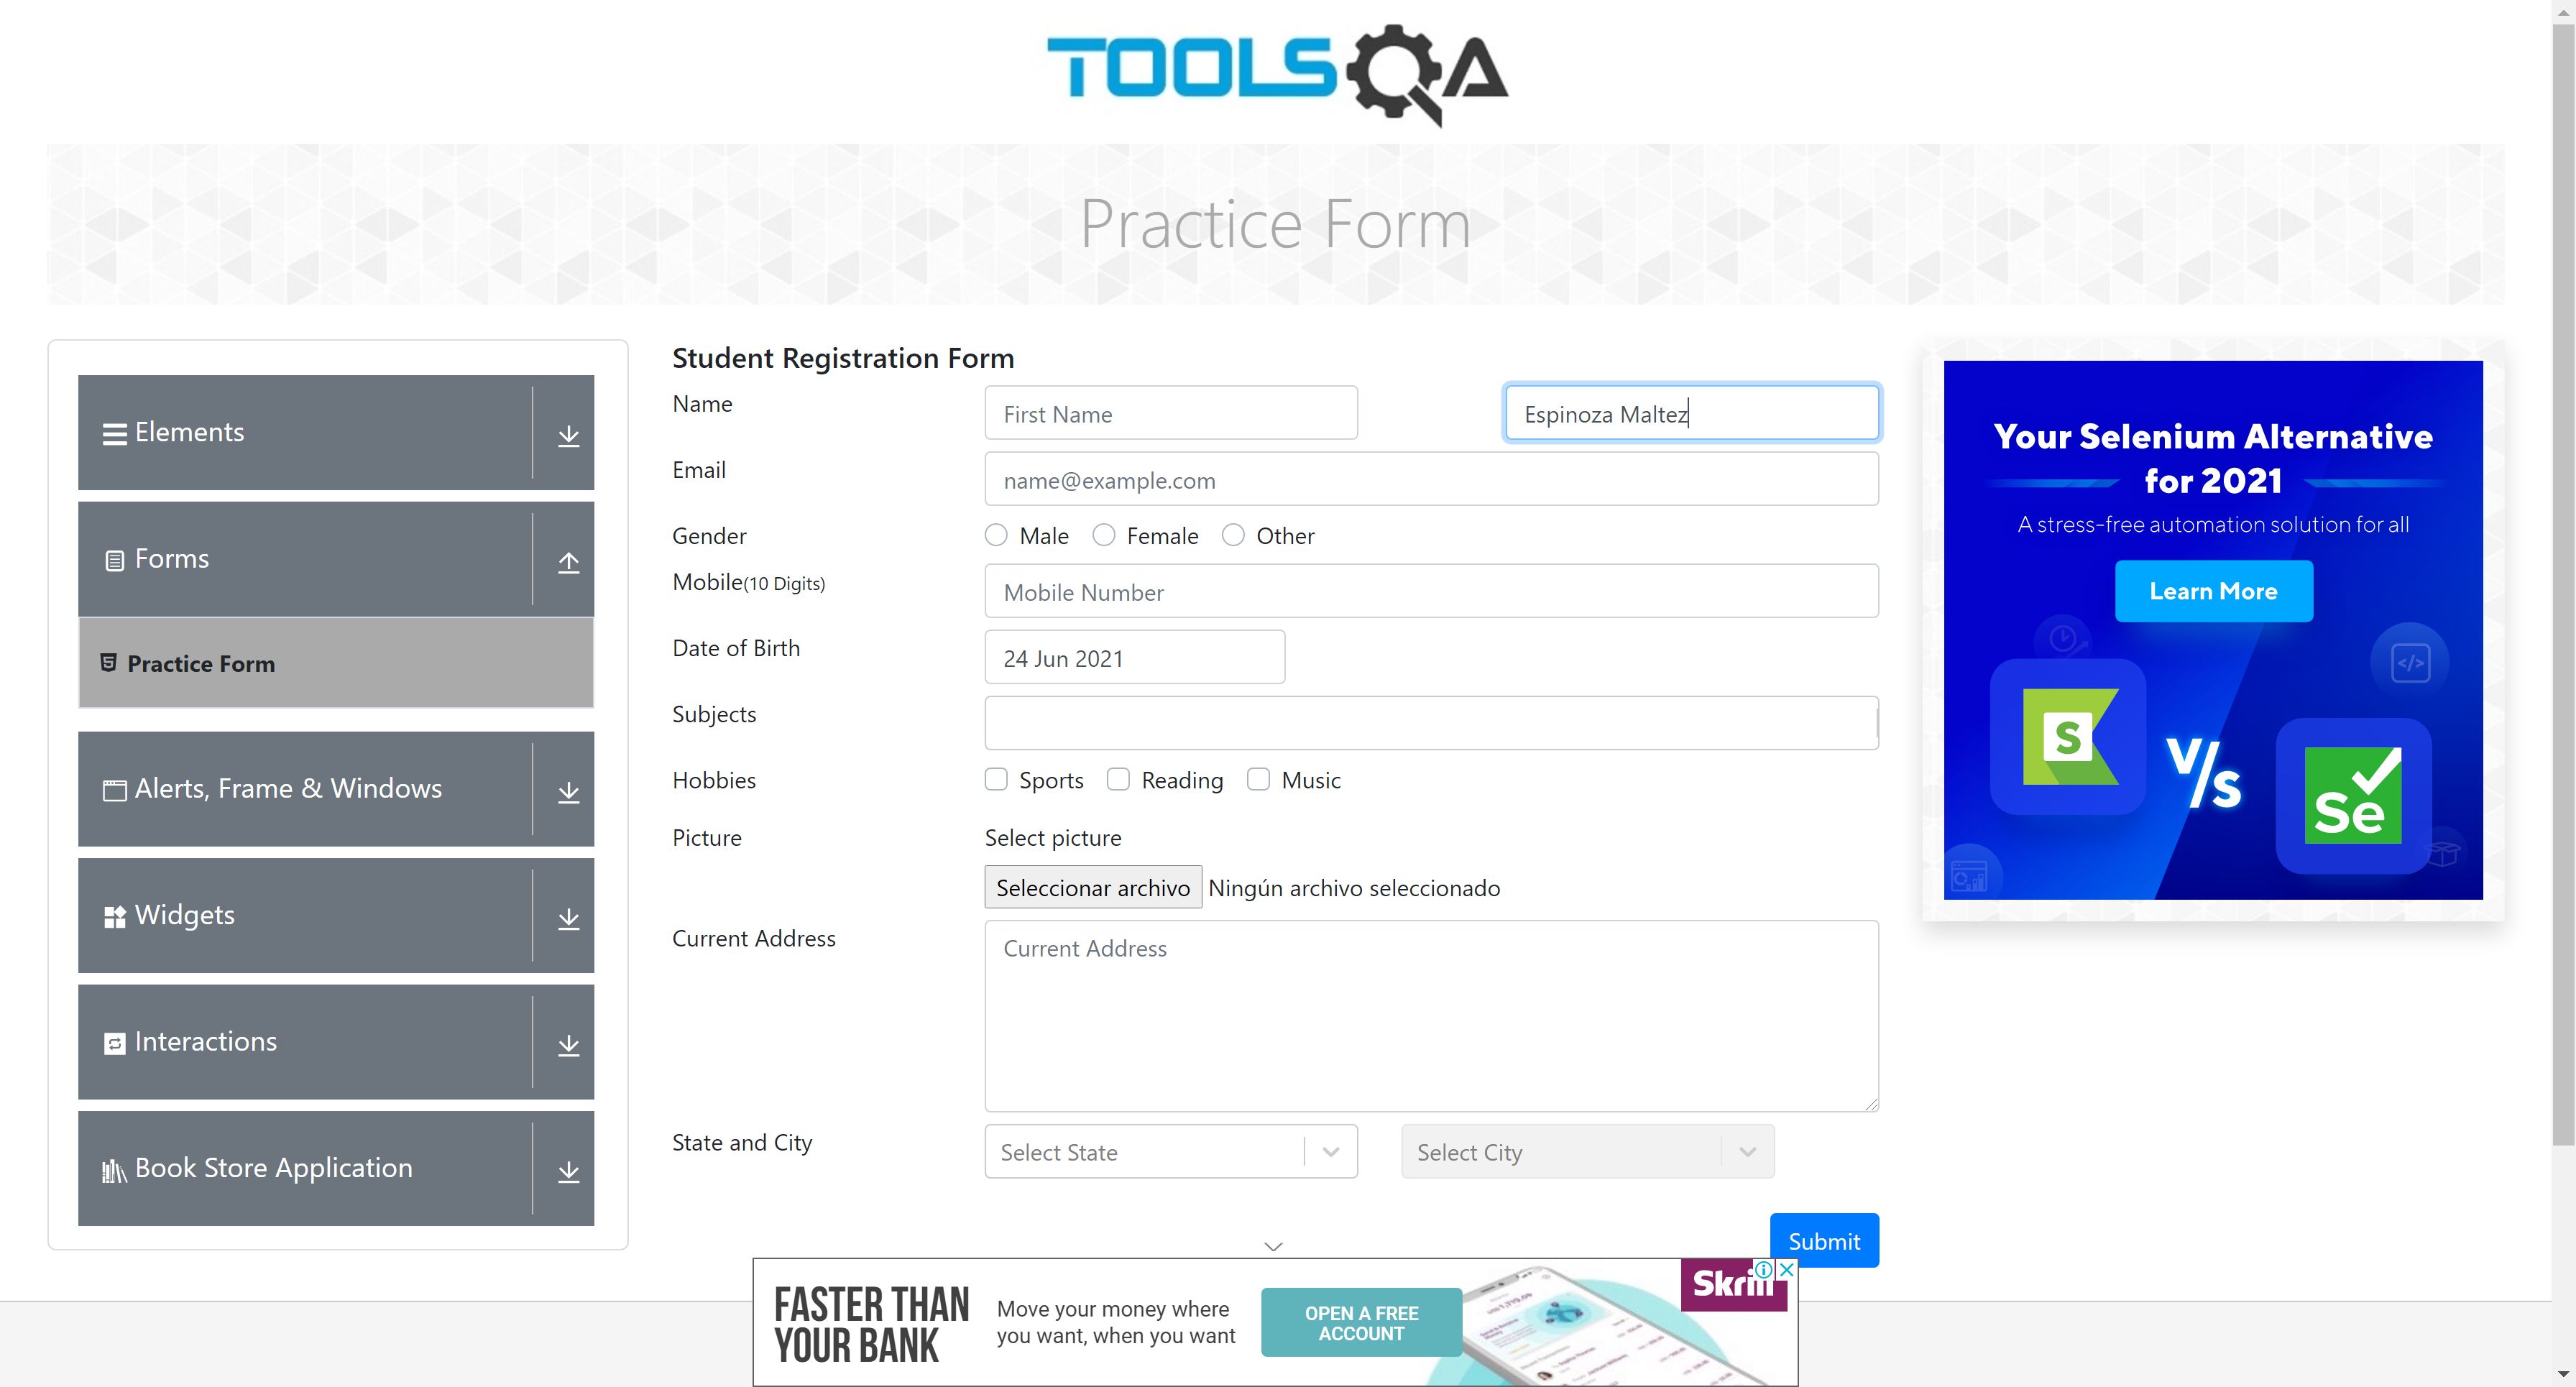 TOOLSQA
Practice Form
Elements
Forms
Practice Form
Alerts, Frame & Windows
Widgets
Interactions
Book Store Application
Student Registration Form
Name
First Name
Espinoza Maltez
Email
name@example.com
Gender
Male
Female
Other
Mobile(10 Digits)
Mobile Number
Date of Birth
24 Jun 2021
Subjects
Hobbies
Sports
Reading
Music
Picture
Select picture
Seleccionar archivo
Ningún archivo seleccionado
Current Address
Current Address
State and City
Select State
Select City
Submit
Your Selenium Alternative
for 2021
A stress-free automation solution for all
Learn More
</>
S
V/s
Se
FASTER THAN
YOUR BANK
Move your money where
you want, when you want
OPEN A FREE
ACCOUNT
Skrill